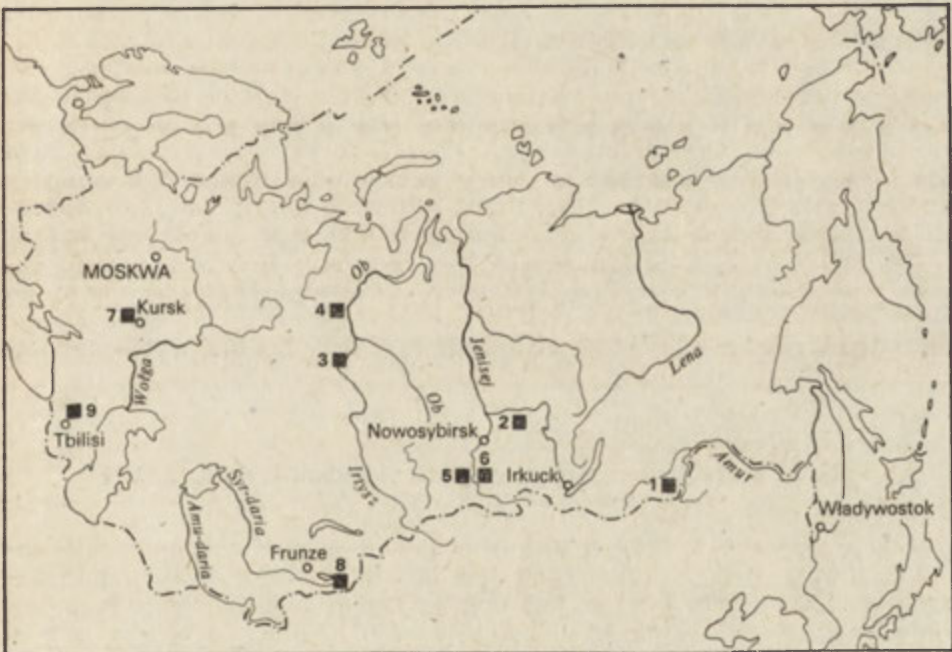 MOSKWA
7 Kursk
Wołga
9
Tbilisi
Ob
4
3
Ob
Irtysz
Jenisej
Lena
2
Nowosybirsk
6
5
Irkuck
1
Amur
Władywostok
Syr-daria
Amu-daria
Frunze
8